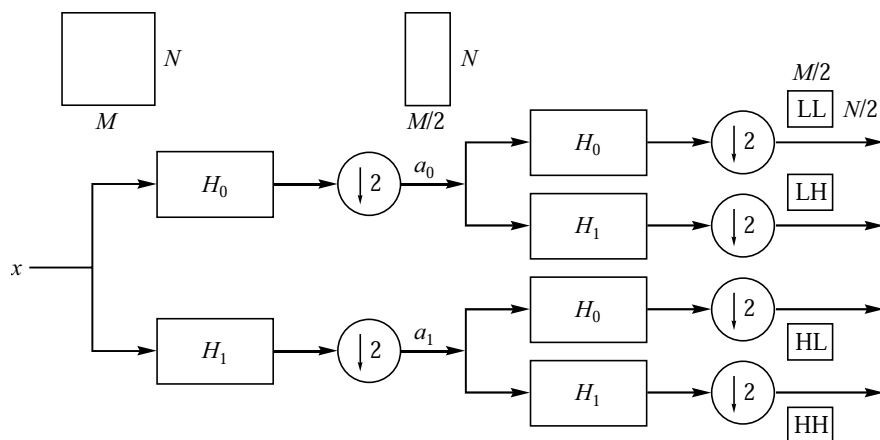 N
N
M/2
M
M/2
LL
N/2
H₀
↓2
H₀
↓2
a₀
LH
H₁
↓2
x
H₀
↓2
H₁
↓2
a₁
HL
H₁
↓2
HH